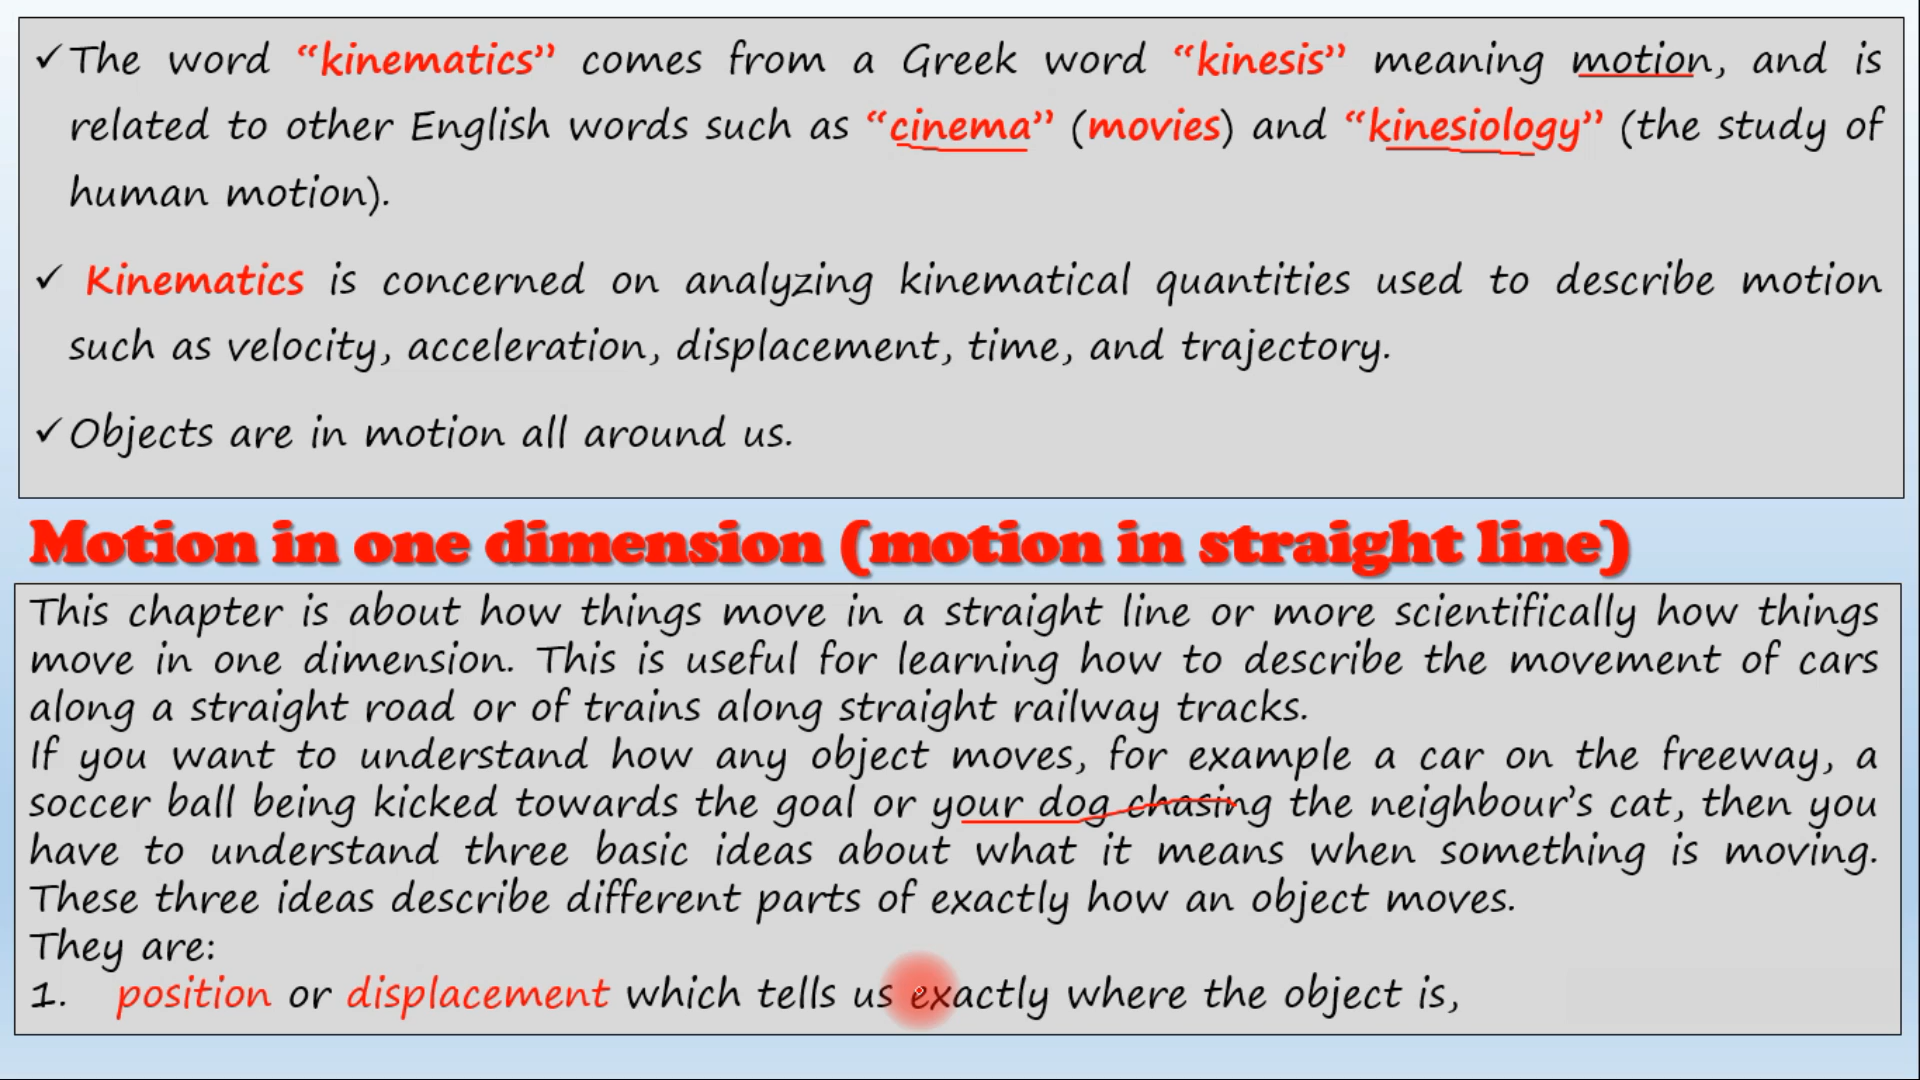 ✓ The word “kinematics” comes from a Greek word “kinesis” meaning motion, and is
related to other English words such as “cinema” (movies) and “kinesiology” (the study of
human motion).
✓ Kinematics is concerned on analyzing kinematical quantities used to describe motion
such as velocity, acceleration, displacement, time, and trajectory.
✓ Objects are in motion all around us.
Motion in one dimension (motion in straight line)
This chapter is about how things move in a straight line or more scientifically how things
move in one dimension. This is useful for learning how to describe the movement of cars
along a straight road or of trains along straight railway tracks.
If you want to understand how any object moves, for example a car on the freeway, a
soccer ball being kicked towards the goal or your dog chasing the neighbour’s cat, then you
have to understand three basic ideas about what it means when something is moving.
These three ideas describe different parts of exactly how an object moves.
They are:
1. position or displacement which tells us exactly where the object is,